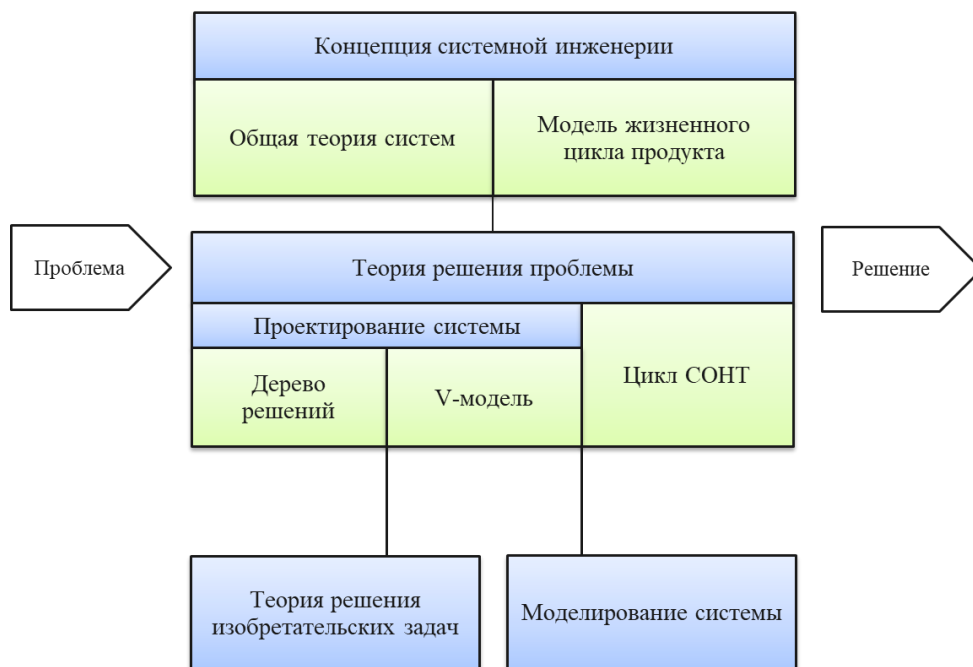 Концепция системной инженерии
Общая теория систем
Модель жизненного
цикла продукта
Проблема
Теория решения проблемы
Решение
Проектирование системы
Дерево
решений
V-модель
Цикл СОНТ
Теория решения
изобретательских задач
Моделирование системы